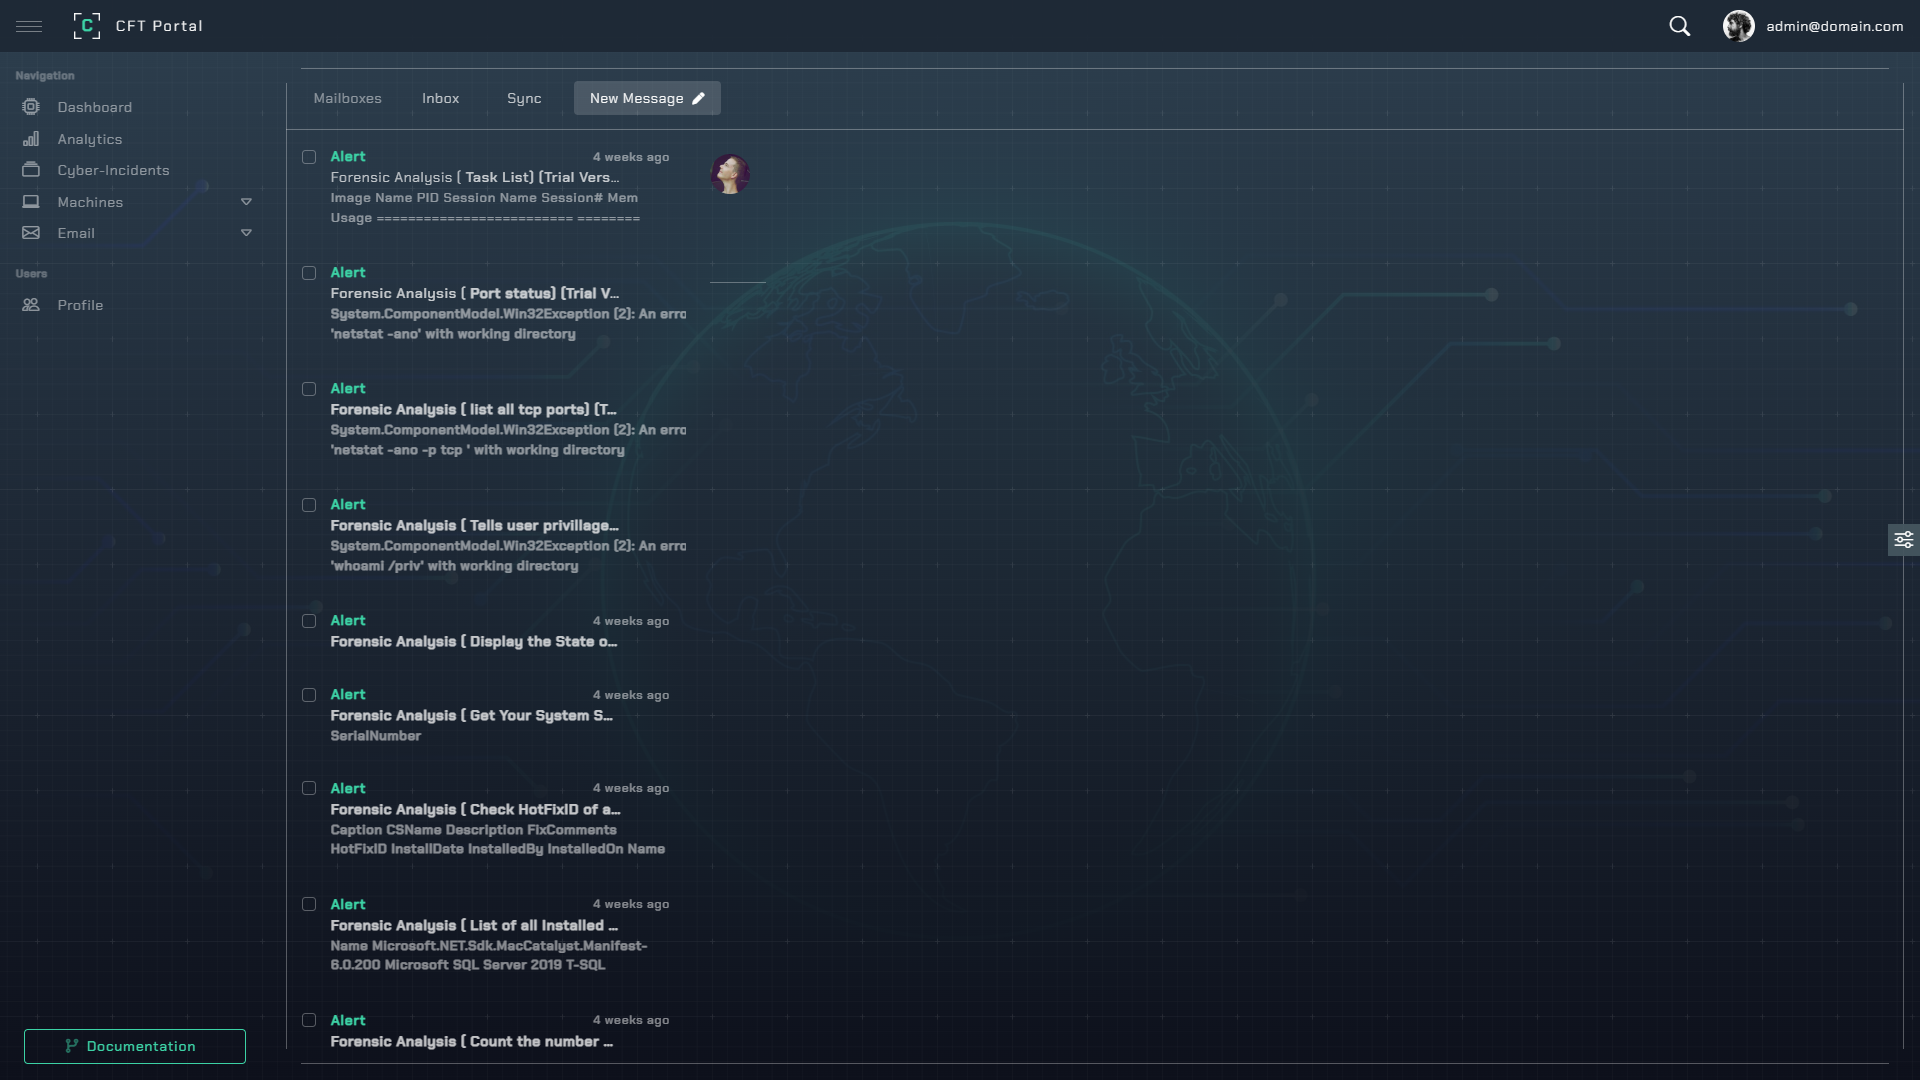 C CFT Portal
admin@domain.com
Navigation
Dashboard
Analytics
Cyber-Incidents
Machines
Email
Users
Profile
Documentation
Mailboxes Inbox Sync New Message
Alert 4 weeks ago
Forensic Analysis ( Task List) (Trial Vers...
Image Name PID Session Name Session# Mem
Usage ========================= ========
Alert
Forensic Analysis ( Port status) (Trial V...
System.ComponentModel.Win32Exception (2): An erro
'netstat -ano' with working directory
Alert
Forensic Analysis ( list all tcp ports) (T...
System.ComponentModel.Win32Exception (2): An erro
'netstat -ano -p tcp ' with working directory
Alert
Forensic Analysis ( Tells user privillage...
System.ComponentModel.Win32Exception (2): An erro
'whoami /priv' with working directory
Alert 4 weeks ago
Forensic Analysis ( Display the State o...
Alert 4 weeks ago
Forensic Analysis ( Get Your System S...
SerialNumber
Alert 4 weeks ago
Forensic Analysis ( Check HotFixID of a...
Caption CSName Description FixComments
HotFixID InstallDate InstalledBy InstalledOn Name
Alert 4 weeks ago
Forensic Analysis ( List of all Installed ...
Name Microsoft.NET.Sdk.MacCatalyst.Manifest-
6.0.200 Microsoft SQL Server 2019 T-SQL
Alert 4 weeks ago
Forensic Analysis ( Count the number ...